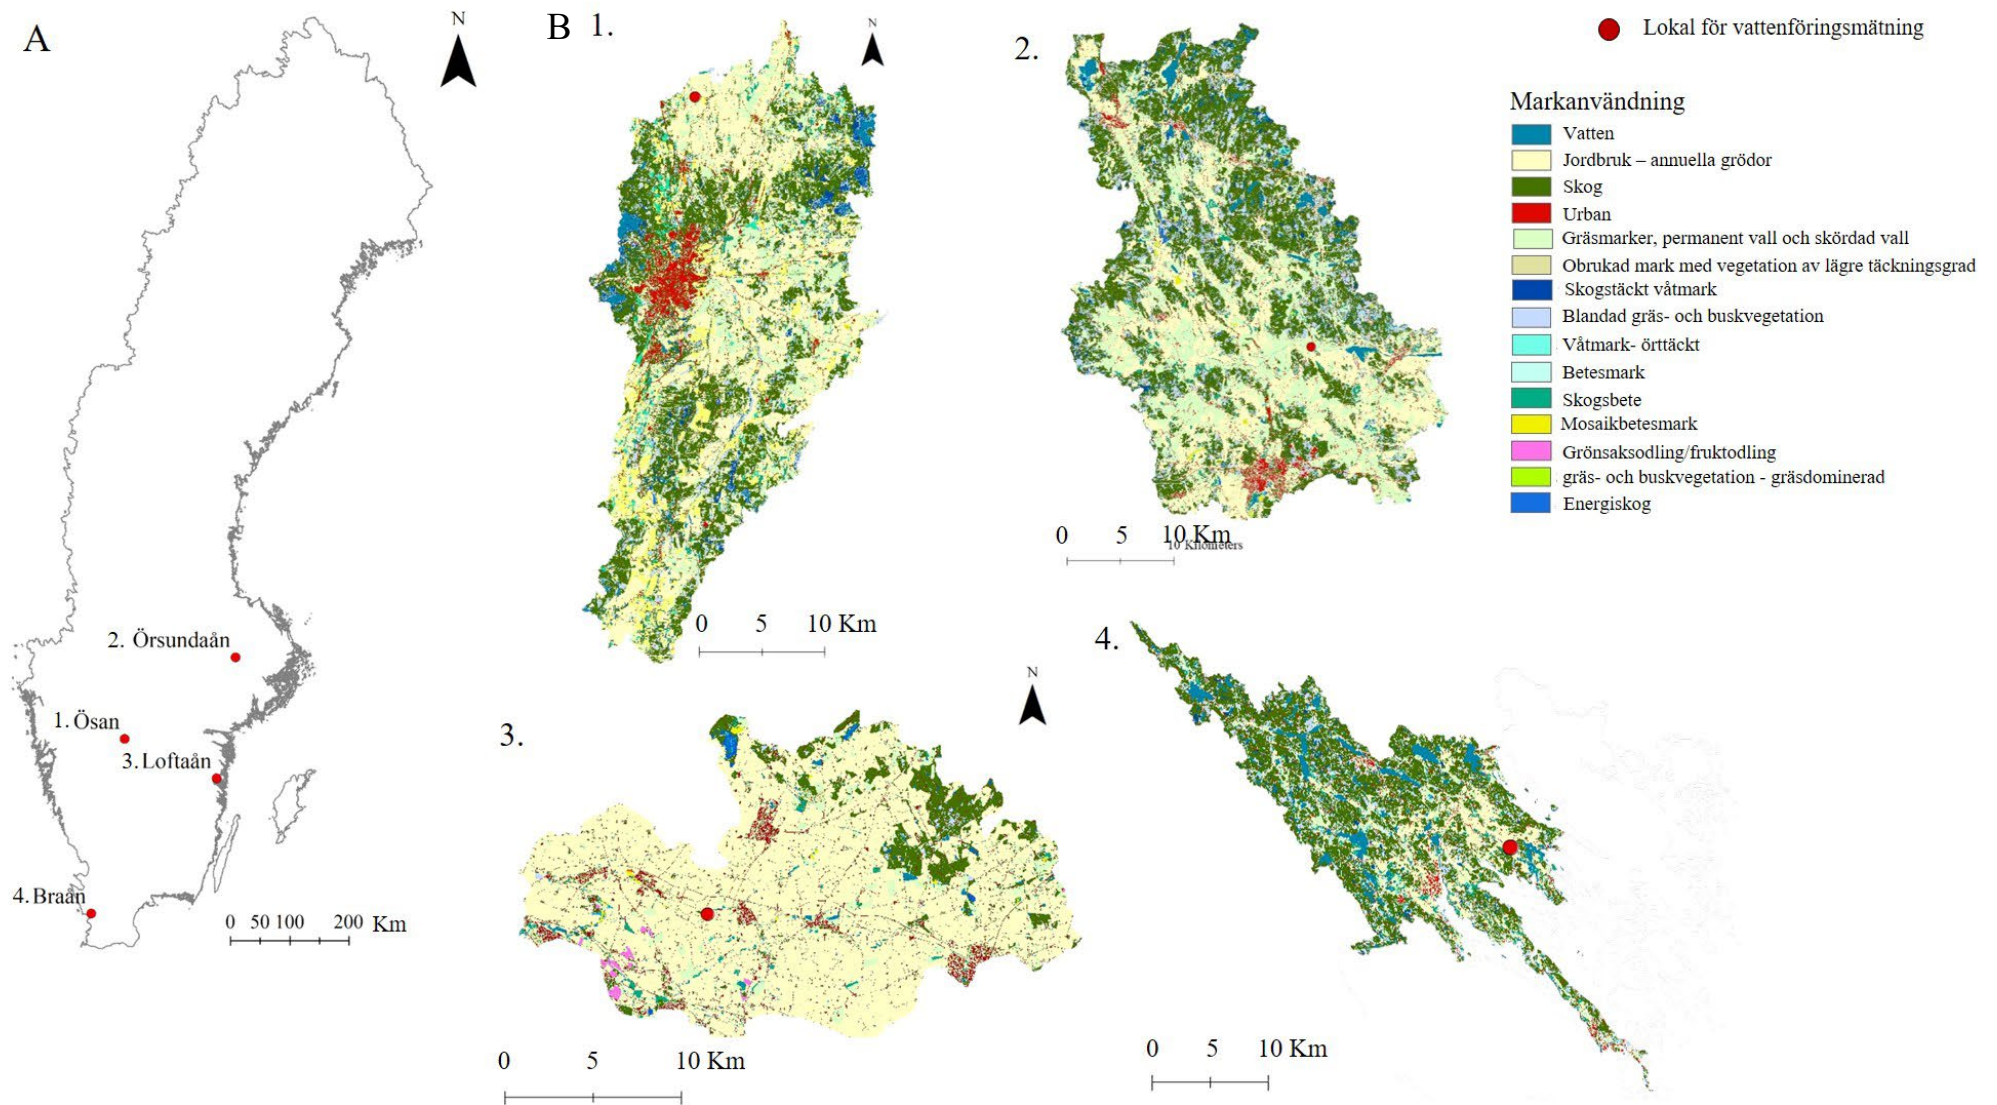 A
N
2. Örsundaån
1. Ösan
3. Loftaån
4. Braån
0 50 100 200 Km
B
1.
N
0 5 10 Km
2.
0 5 10 Km
10 Kilometers
3.
N
0 5 10 Km
4.
0 5 10 Km
Lokal för vattenföringsmätning
Markanvändning
Vatten
Jordbruk – annuella grödor
Skog
Urban
Gräsmarker, permanent vall och skördad vall
Obrukad mark med vegetation av lägre täckningsgrad
Skogstäckt våtmark
Blandad gräs- och buskvegetation
Våtmark- örttäckt
Betesmark
Skogsbete
Mosaikbetesmark
Grönsaksodling/fruktodling
gräs- och buskvegetation - gräsdominerad
Energiskog